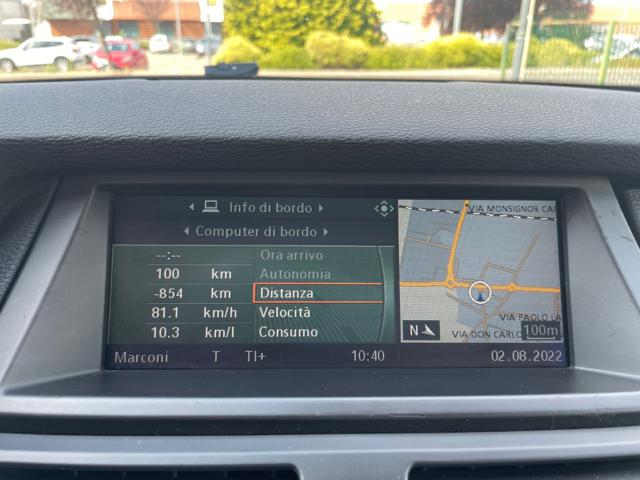 Info di bordo
Computer di bordo
--:-- Ora arrivo
100 km Autonomia
-854 km Distanza
81.1 km/h Velocità
10.3 km/l Consumo
VIA MONSIGNOR CAR
VIA PAOLO LA
VIA DON CARLO
N
100m
Marconi T TI+ 10:40 02.08.2022